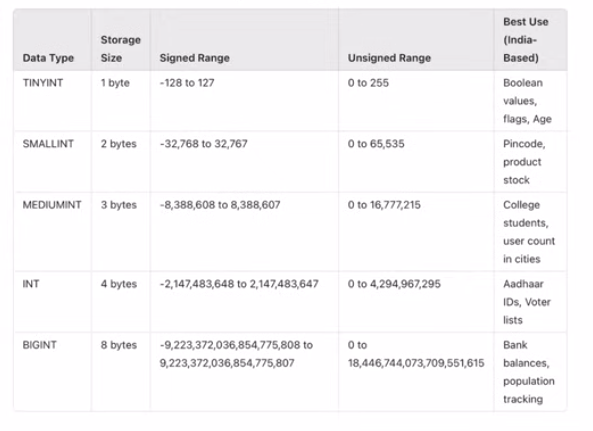 Data Type Storage Size Signed Range Unsigned Range Best Use (India-Based)
TINYINT 1 byte -128 to 127 0 to 255 Boolean values, flags, Age
SMALLINT 2 bytes -32,768 to 32,767 0 to 65,535 Pincode, product stock
MEDIUMINT 3 bytes -8,388,608 to 8,388,607 0 to 16,777,215 College students, user count in cities
INT 4 bytes -2,147,483,648 to 2,147,483,647 0 to 4,294,967,295 Aadhaar IDs, Voter lists
BIGINT 8 bytes -9,223,372,036,854,775,808 to 9,223,372,036,854,775,807 0 to 18,446,744,073,709,551,615 Bank balances, population tracking